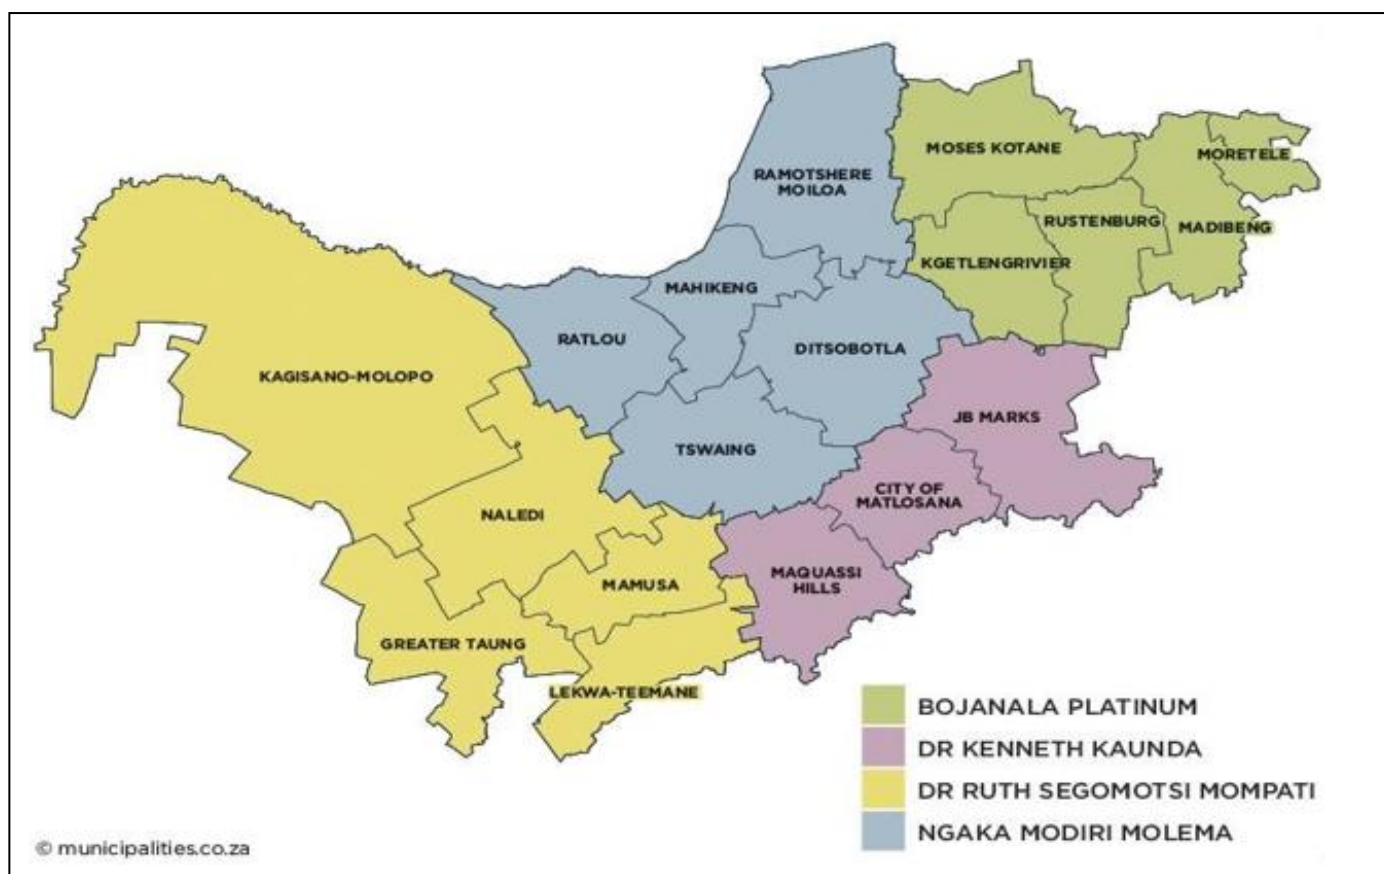 MOSES KOTANE
MORETELE
RAMOTSHERE
MOILOA
RUSTENBURG
MADIBENG
KGETLENGRIVIER
MAHIKENG
RATLOU
DITSOBOTLA
KAGISANO-MOLOPO
JB MARKS
TSWAING
CITY OF
MATLOSANA
NALEDI
MAQUASSI
HILLS
MAMUSA
GREATER TAUNG
LEKWA-TEEMANE
BOJANALA PLATINUM
DR KENNETH KAUNDA
DR RUTH SEGOMOTSI MOMPATI
NGAKA MODIRI MOLEMA
© municipalities.co.za